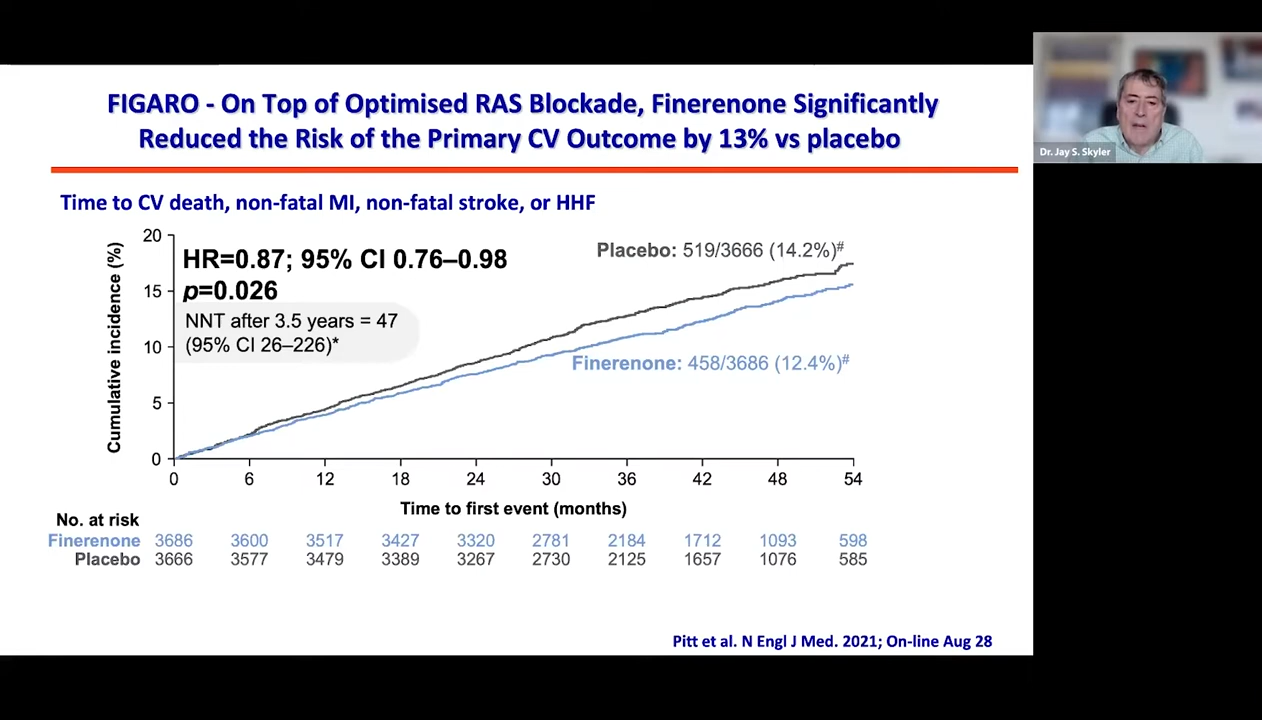 FIGARO - On Top of Optimised RAS Blockade, Finerenone Significantly
Reduced the Risk of the Primary CV Outcome by 13% vs placebo
Dr. Jay S. Skyler
Time to CV death, non-fatal MI, non-fatal stroke, or HHF
Cumulative incidence (%)
20
15
10
5
0
HR=0.87; 95% CI 0.76–0.98
p=0.026
NNT after 3.5 years = 47
(95% CI 26–226)*
Placebo: 519/3666 (14.2%)#
Finerenone: 458/3686 (12.4%)#
0 6 12 18 24 30 36 42 48 54
Time to first event (months)
No. at risk
Finerenone 3686 3600 3517 3427 3320 2781 2184 1712 1093 598
Placebo 3666 3577 3479 3389 3267 2730 2125 1657 1076 585
Pitt et al. N Engl J Med. 2021; On-line Aug 28